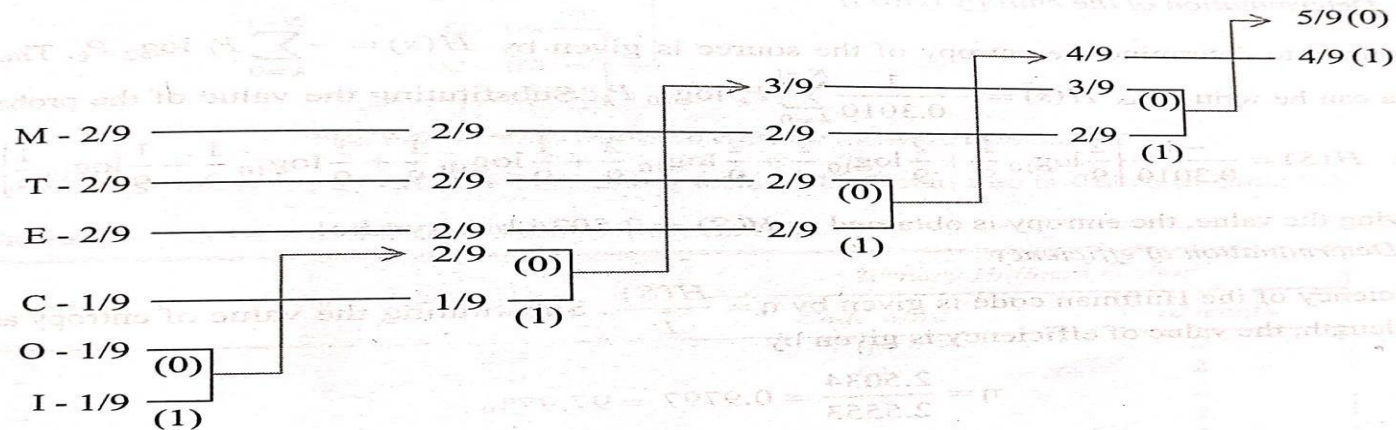 5/9 (0)
4/9 4/9 (1)
3/9 3/9 (0)
M - 2/9 2/9 2/9 2/9 (1)
T - 2/9 2/9 2/9 (0)
E - 2/9 2/9 2/9 (1)
2/9 (0)
C - 1/9 1/9 (1)
O - 1/9 (0)
I - 1/9 (1)